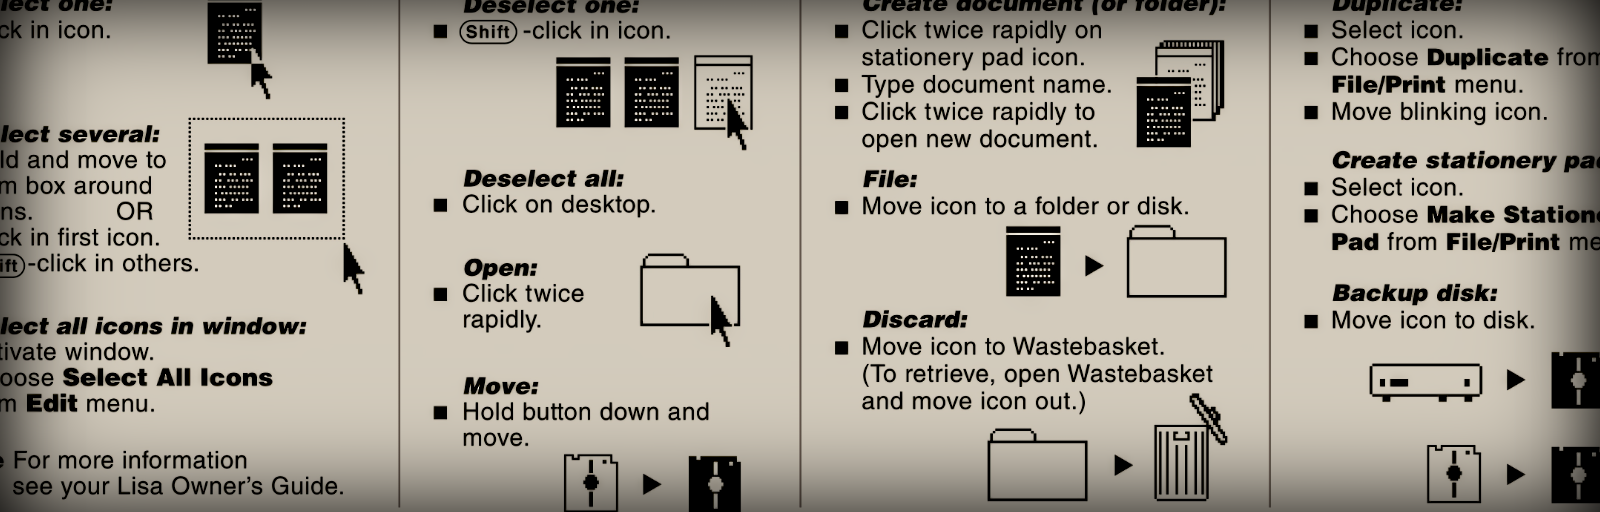 lect one:
ck in icon.
lect several:
ld and move to
m box around
ns. OR
ck in first icon.
ift-click in others.
lect all icons in window:
tivate window.
oose Select All Icons
m Edit menu.
For more information
see your Lisa Owner's Guide.
Deselect one:
■ Shift -click in icon.
Deselect all:
■ Click on desktop.
Open:
■ Click twice
rapidly.
Move:
■ Hold button down and
move.
Create document (or folder):
■ Click twice rapidly on
stationery pad icon.
■ Type document name.
■ Click twice rapidly to
open new document.
File:
■ Move icon to a folder or disk.
Discard:
■ Move icon to Wastebasket.
(To retrieve, open Wastebasket
and move icon out.)
Duplicate:
■ Select icon.
■ Choose Duplicate from
File/Print menu.
■ Move blinking icon.
Create stationery pa
■ Select icon.
■ Choose Make Statione
Pad from File/Print me
Backup disk:
■ Move icon to disk.